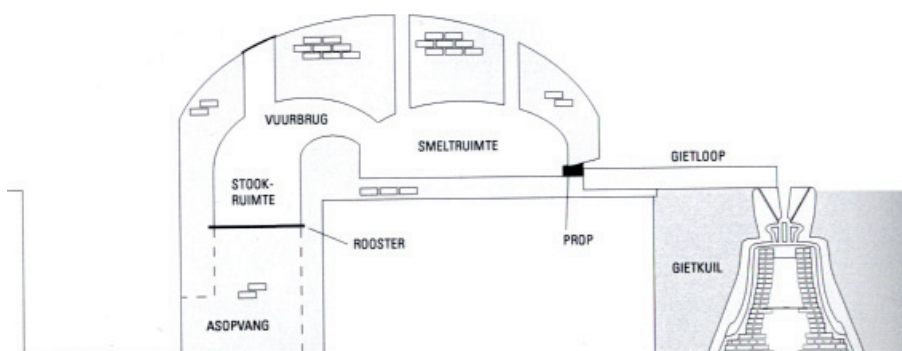 VUURBRUG
SMELTRUIMTE
GIETLOOP
STOOK-
RUIMTE
ROOSTER
PROP
GIETKUIL
ASOPVANG